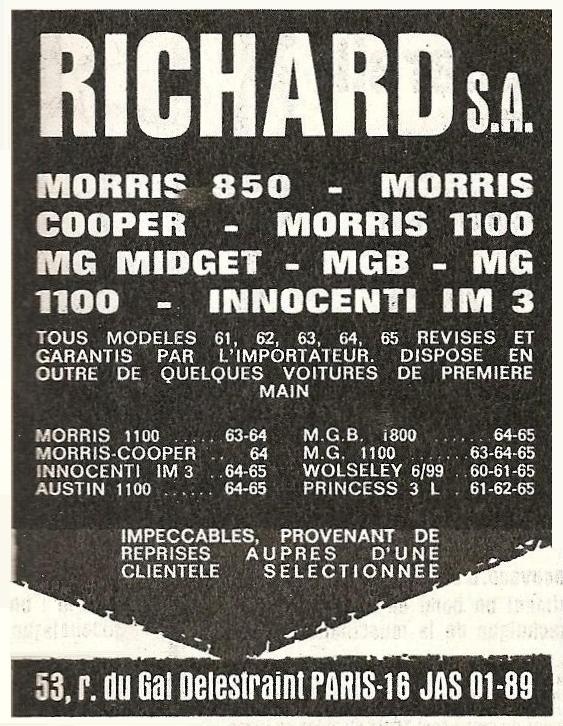 RICHARD S.A.
MORRIS 850 - MORRIS
COOPER - MORRIS 1100
MG MIDGET - MGB - MG
1100 - INNOCENTI IM 3
TOUS MODELES 61, 62, 63, 64, 65 REVISES ET
GARANTIS PAR L'IMPORTATEUR. DISPOSE EN
OUTRE DE QUELQUES VOITURES DE PREMIERE
MAIN
MORRIS 1100 ...... 63-64
MORRIS-COOPER .. 64
INNOCENTI IM 3 .. 64-65
AUSTIN 1100 ...... 64-65
M.G.B. 1800 ...... 64-65
M.G. 1100 ...... 63-64-65
WOLSELEY 6/99 . 60-61-65
PRINCESS 3 L . 61-62-65
IMPECCABLES, PROVENANT DE
REPRISES AUPRES D'UNE
CLIENTELE SELECTIONNEE
53, r. du Gal Delestraint PARIS-16 JAS 01-89